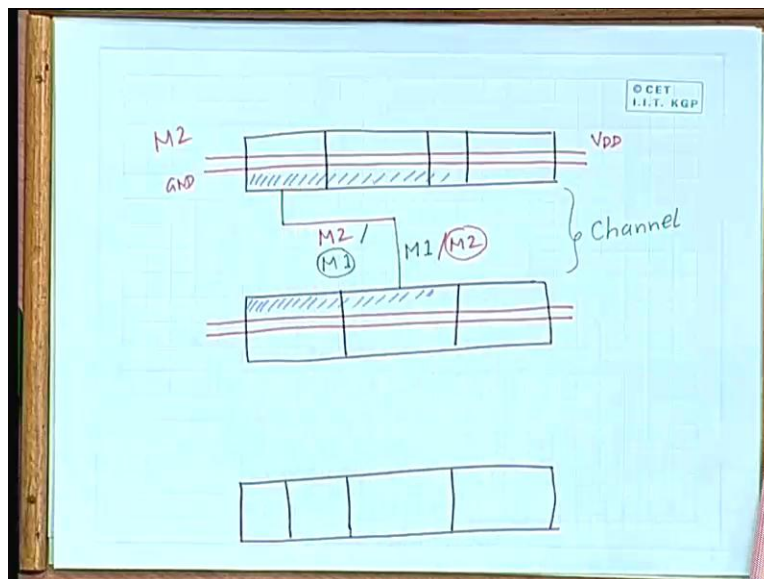 © CET
I.I.T. KGP
M2
VDD
GND
Channel
M2 /
M1
M1/M2